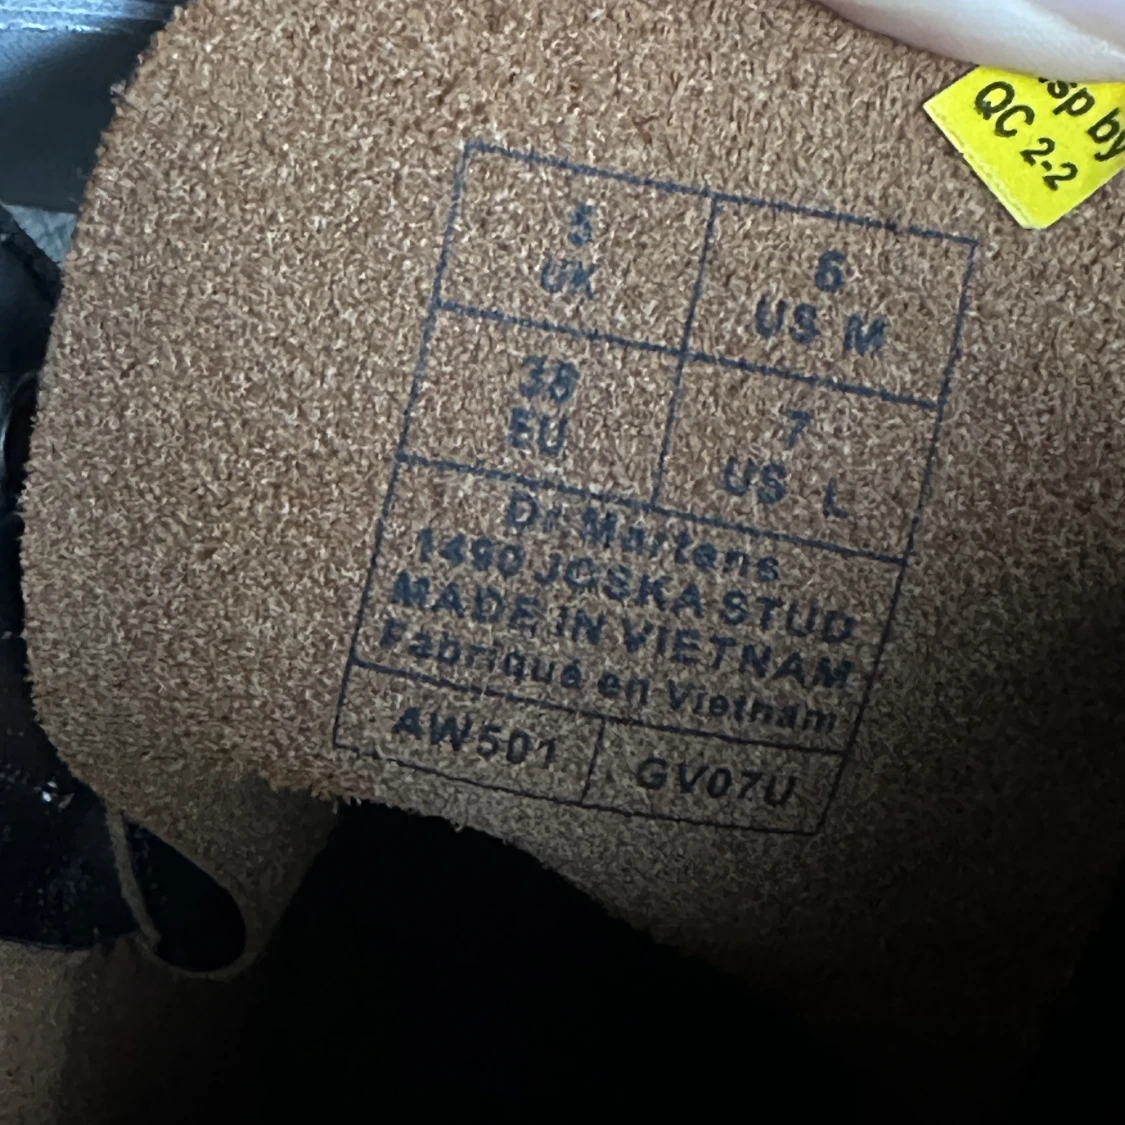 sp by
QC 2-2
5
UK
6
US M
38
EU
7
US L
Dr Martens
1490 JOSKA STUD
MADE IN VIETNAM
Fabriqué en Vietnam
AW501
GV07U